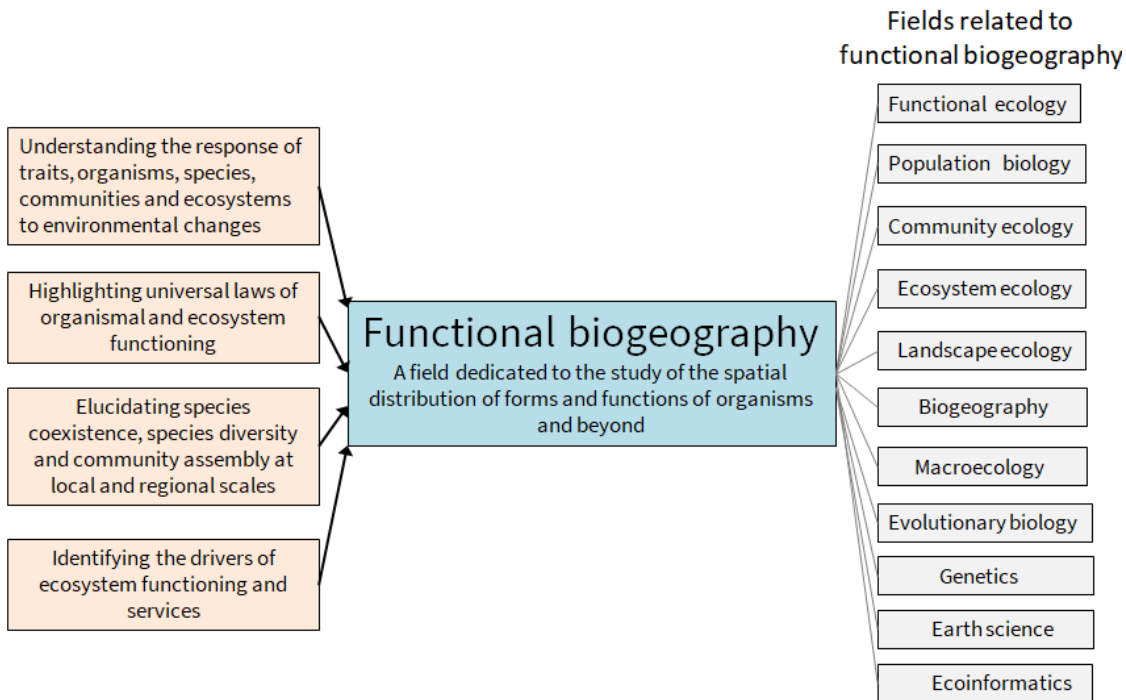 Fields related to
functional biogeography
Understanding the response of
traits, organisms, species,
communities and ecosystems
to environmental changes
Highlighting universal laws of
organismal and ecosystem
functioning
Elucidating species
coexistence, species diversity
and community assembly at
local and regional scales
Identifying the drivers of
ecosystem functioning and
services
Functional biogeography
A field dedicated to the study of the spatial
distribution of forms and functions of organisms
and beyond
Functional ecology
Population biology
Community ecology
Ecosystem ecology
Landscape ecology
Biogeography
Macroecology
Evolutionary biology
Genetics
Earth science
Ecoinformatics